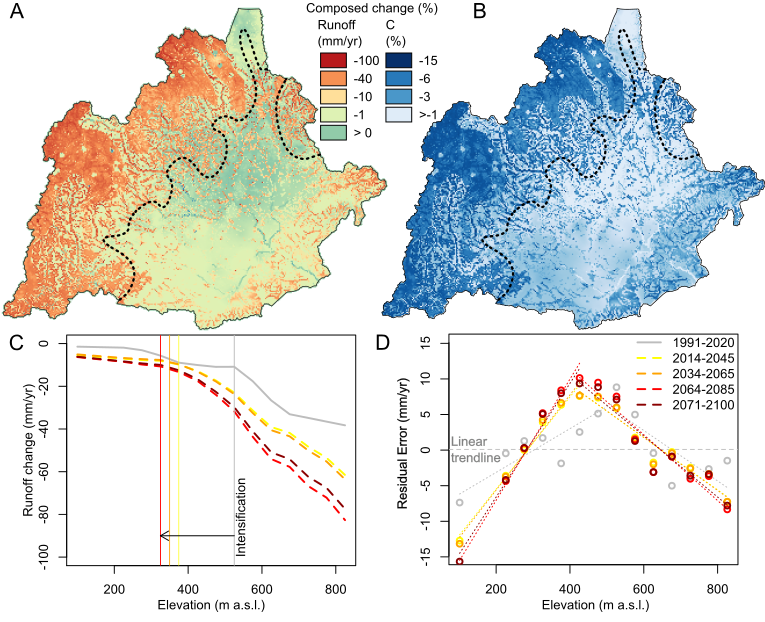 A
Composed change (%)
B
Runoff
(mm/yr)
C
(%)
-100
-40
-10
-1
> 0
-15
-6
-3
>-1
C
Runoff change (mm/yr)
0
-20
-40
-60
-80
-100
Intensification
200
400
600
800
Elevation (m a.s.l.)
D
Residual Error (mm/yr)
15
10
5
0
-5
-10
-15
Linear
trendline
1991-2020
2014-2045
2034-2065
2064-2085
2071-2100
200
400
600
800
Elevation (m a.s.l.)